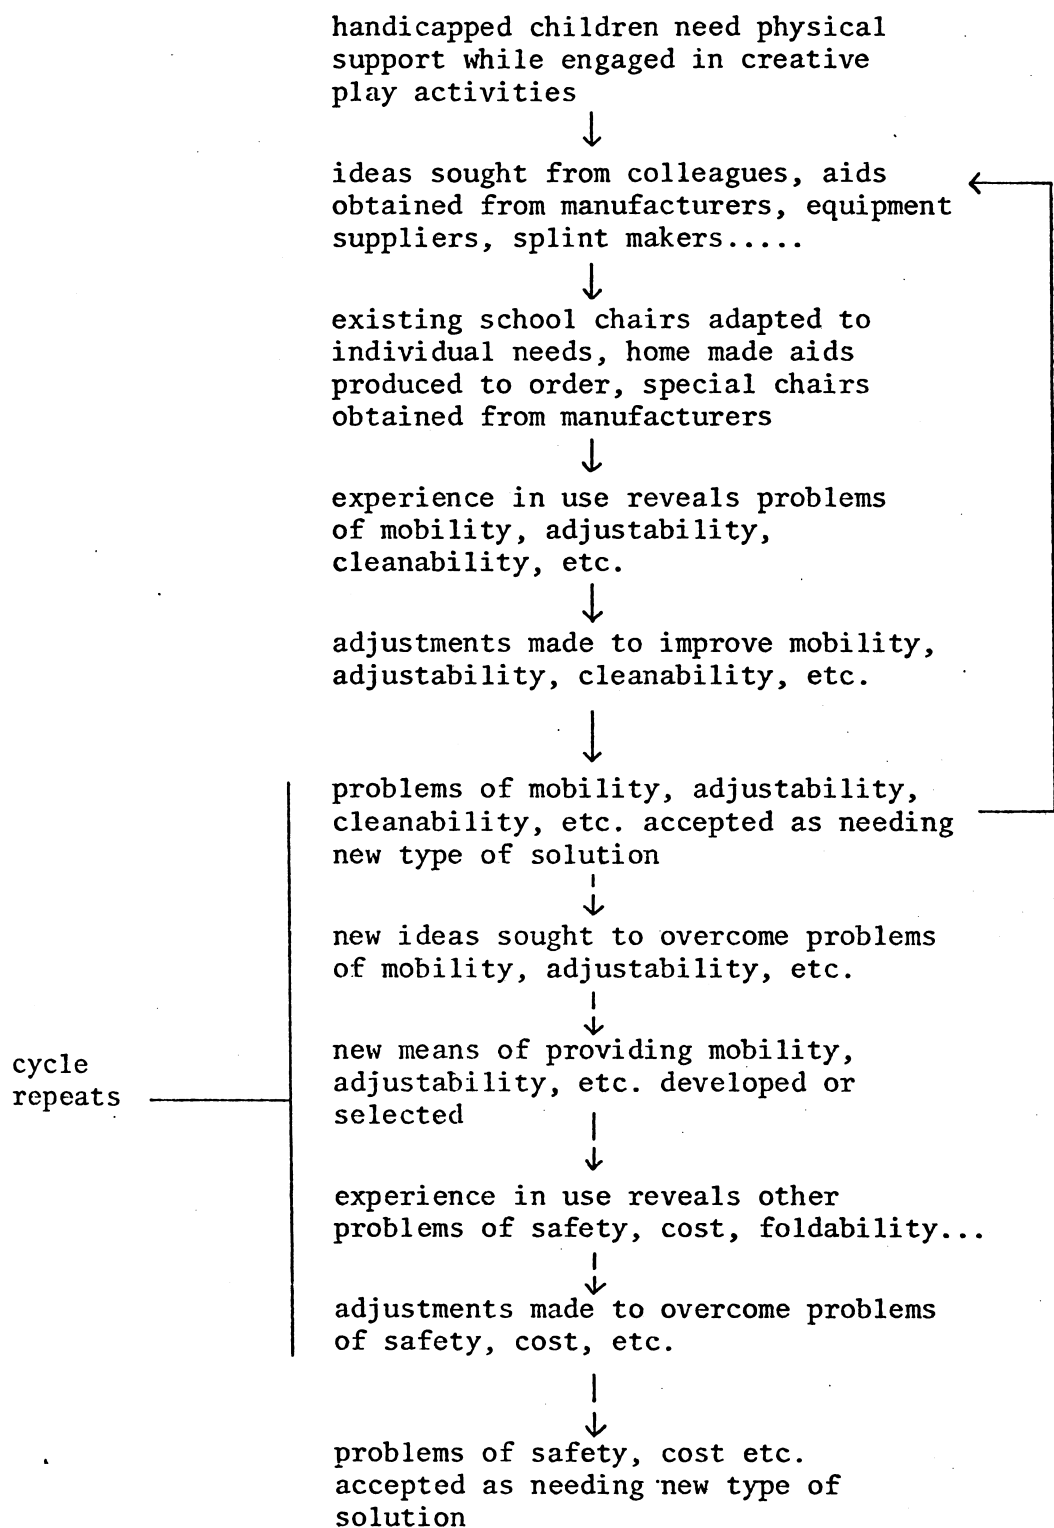 handicapped children need physical
support while engaged in creative
play activities
ideas sought from colleagues, aids
obtained from manufacturers, equipment
suppliers, splint makers.....
existing school chairs adapted to
individual needs, home made aids
produced to order, special chairs
obtained from manufacturers
experience in use reveals problems
of mobility, adjustability,
cleanability, etc.
adjustments made to improve mobility,
adjustability, cleanability, etc.
problems of mobility, adjustability,
cleanability, etc. accepted as needing
new type of solution
new ideas sought to overcome problems
of mobility, adjustability, etc.
cycle
repeats
new means of providing mobility,
adjustability, etc. developed or
selected
experience in use reveals other
problems of safety, cost, foldability...
adjustments made to overcome problems
of safety, cost, etc.
problems of safety, cost etc.
accepted as needing new type of
solution